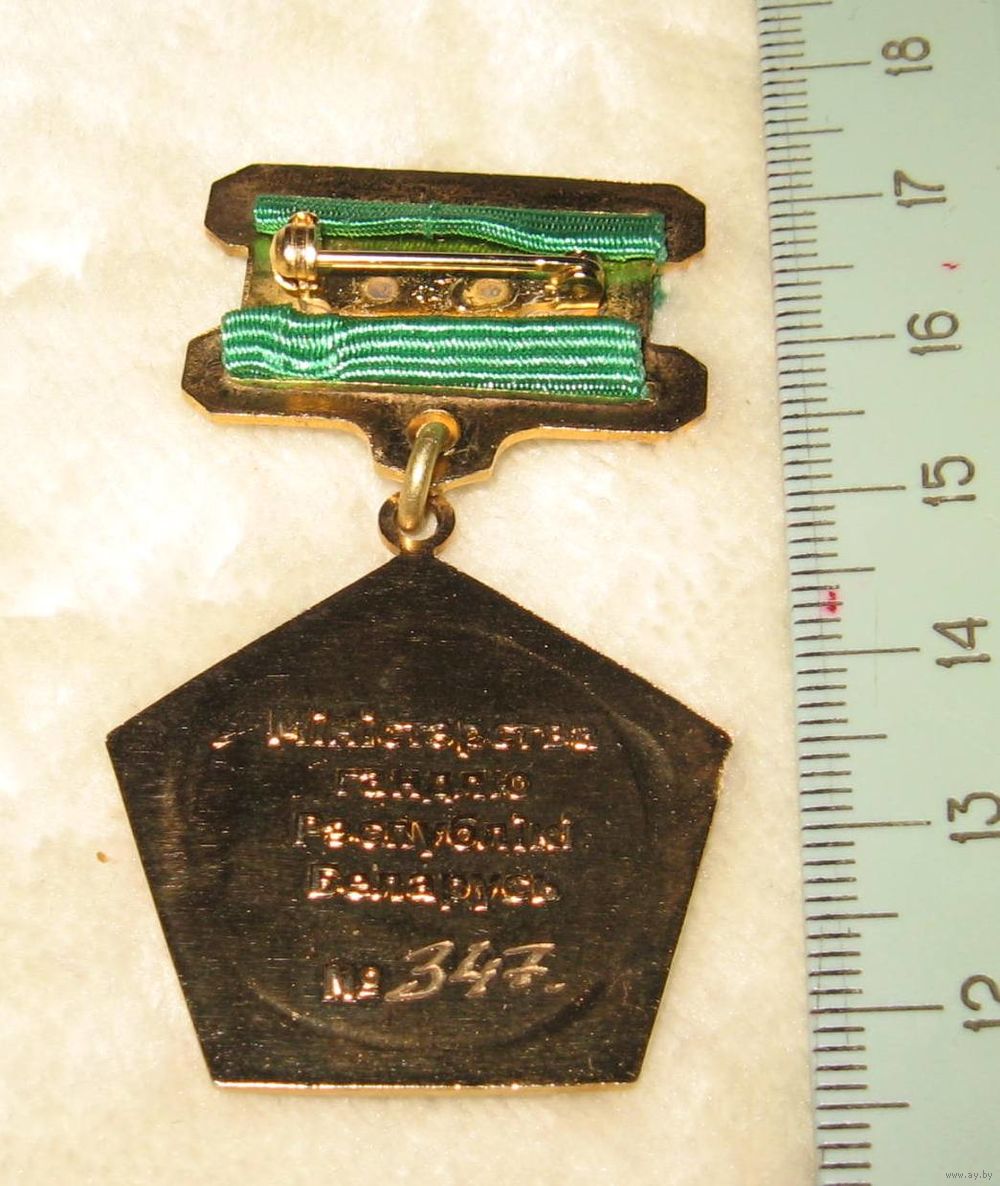 Міністэрства
гандлю
Рэспублікі
Беларусь
№ 347.
18
17
16
15
14
13
12
www.ay.by